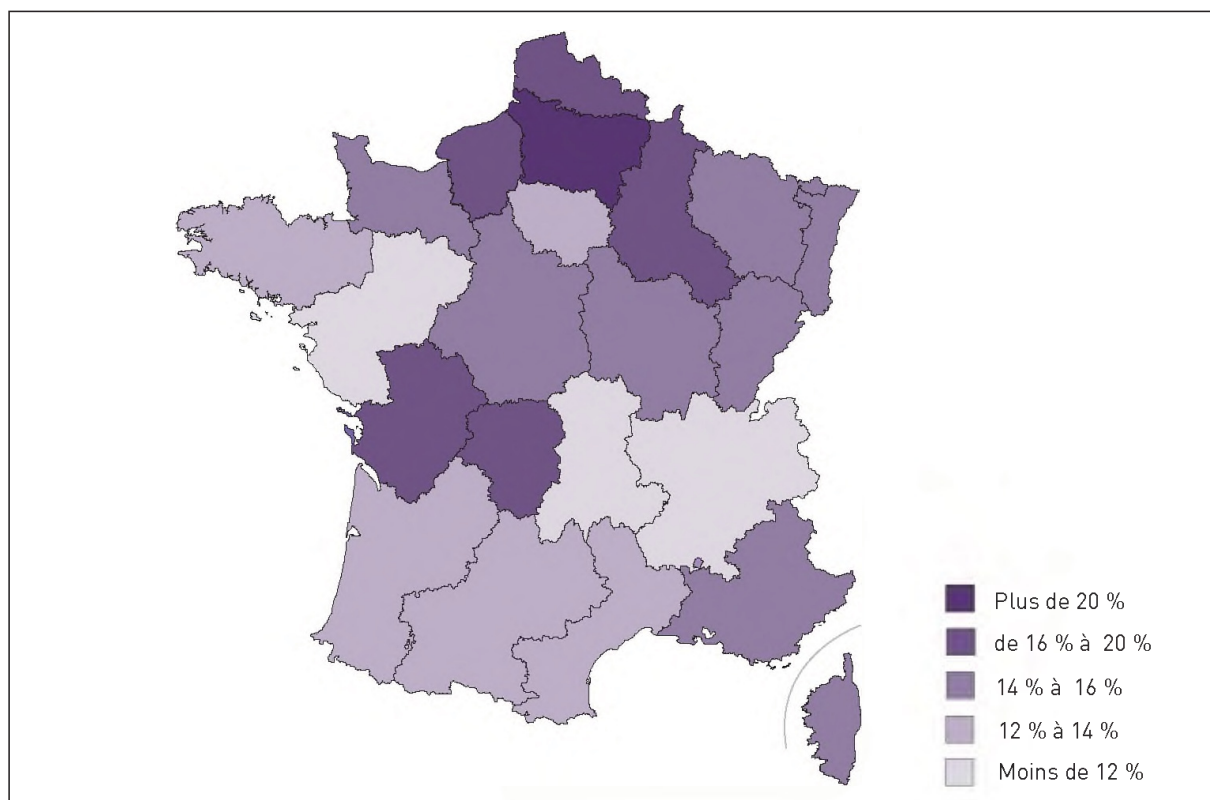 Plus de 20 %
de 16 % à 20 %
14 % à 16 %
12 % à 14 %
Moins de 12 %